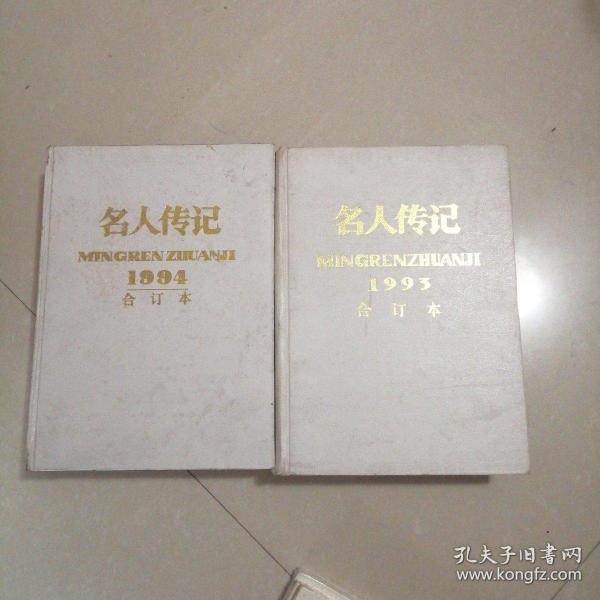 名人传记
MINGREN ZHUANJI
1994
合订本
名人传记
MINGRENZHUANJI
1993
合订本
孔夫子旧书网
www.kongfz.com